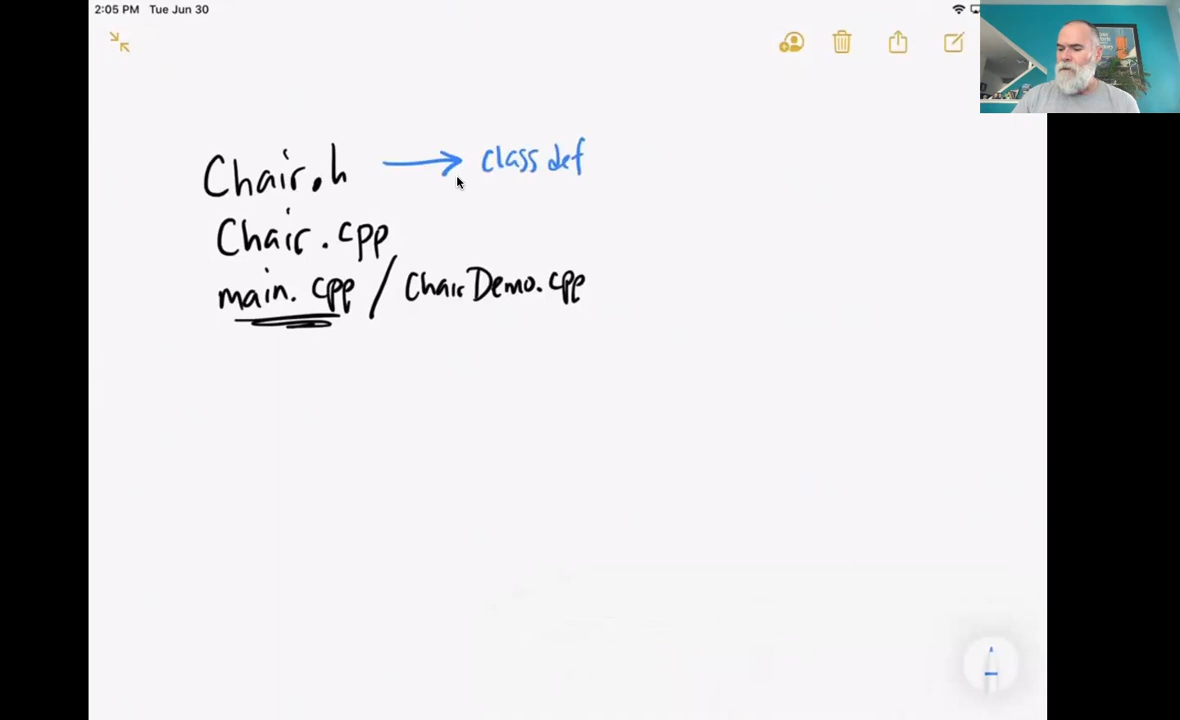 2:05 PM Tue Jun 30
Chair.h → class def
Chair.cpp
main.cpp / ChairDemo.cpp